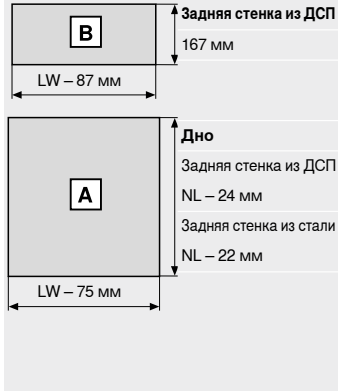 Задняя стенка из ДСП
B
167 мм
LW – 87 мм
Дно
Задняя стенка из ДСП
A
NL – 24 мм
Задняя стенка из стали
NL – 22 мм
LW – 75 мм